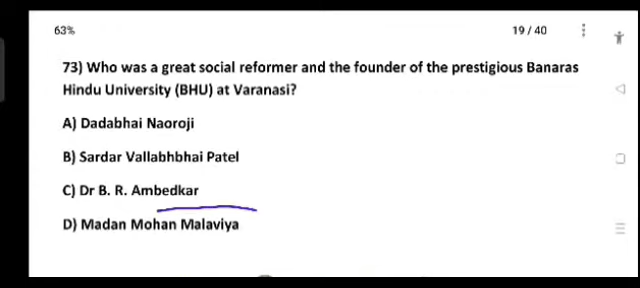 63%
19 / 40
73) Who was a great social reformer and the founder of the prestigious Banaras
Hindu University (BHU) at Varanasi?
A) Dadabhai Naoroji
B) Sardar Vallabhbhai Patel
C) Dr B. R. Ambedkar
D) Madan Mohan Malaviya